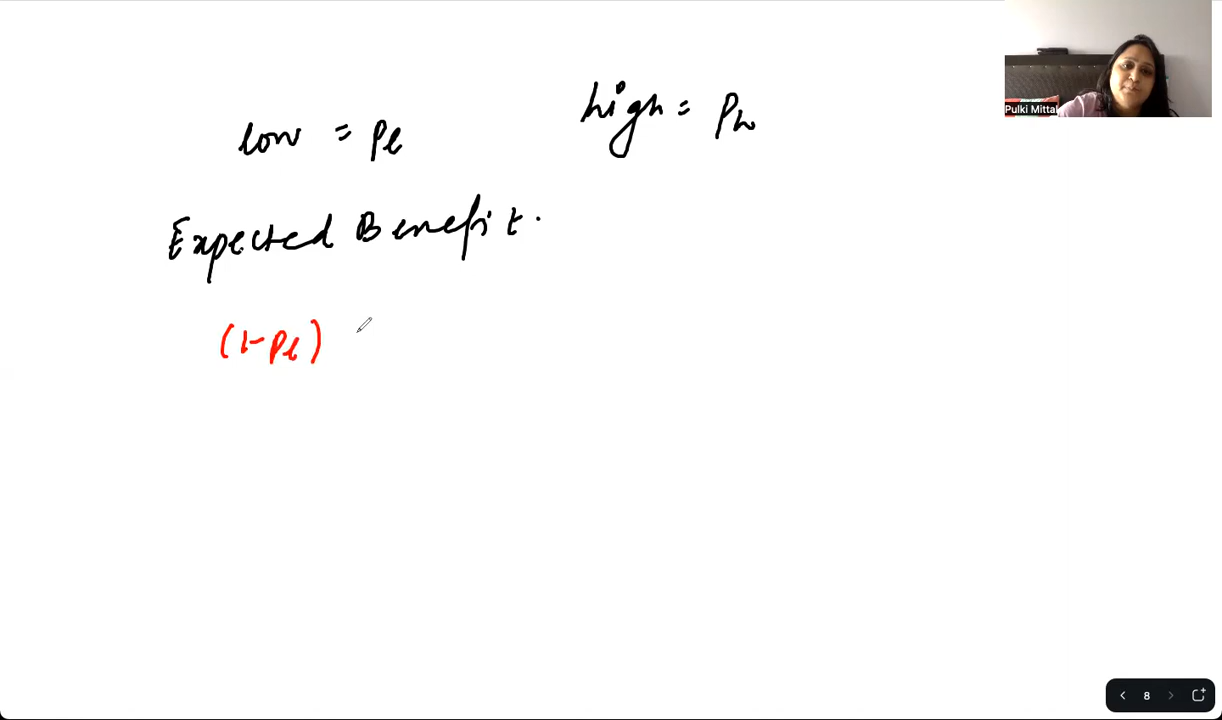 low = Pl
high = Ph
Expected Benefit.
(1-Pl)
Pulki Mittal
8